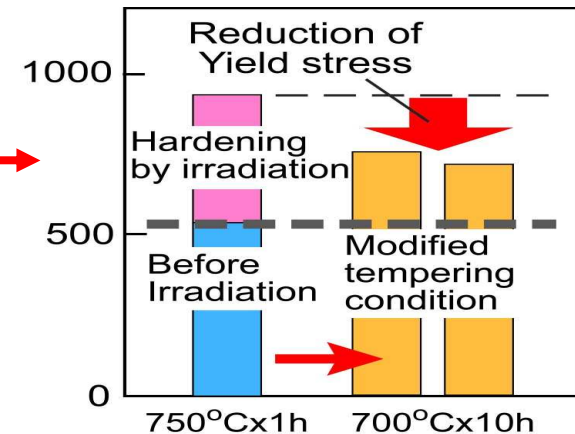 Reduction of
Yield stress
1000
Hardening
by irradiation
500
Before
Irradiation
Modified
tempering
condition
0
750°Cx1h
700°Cx10h